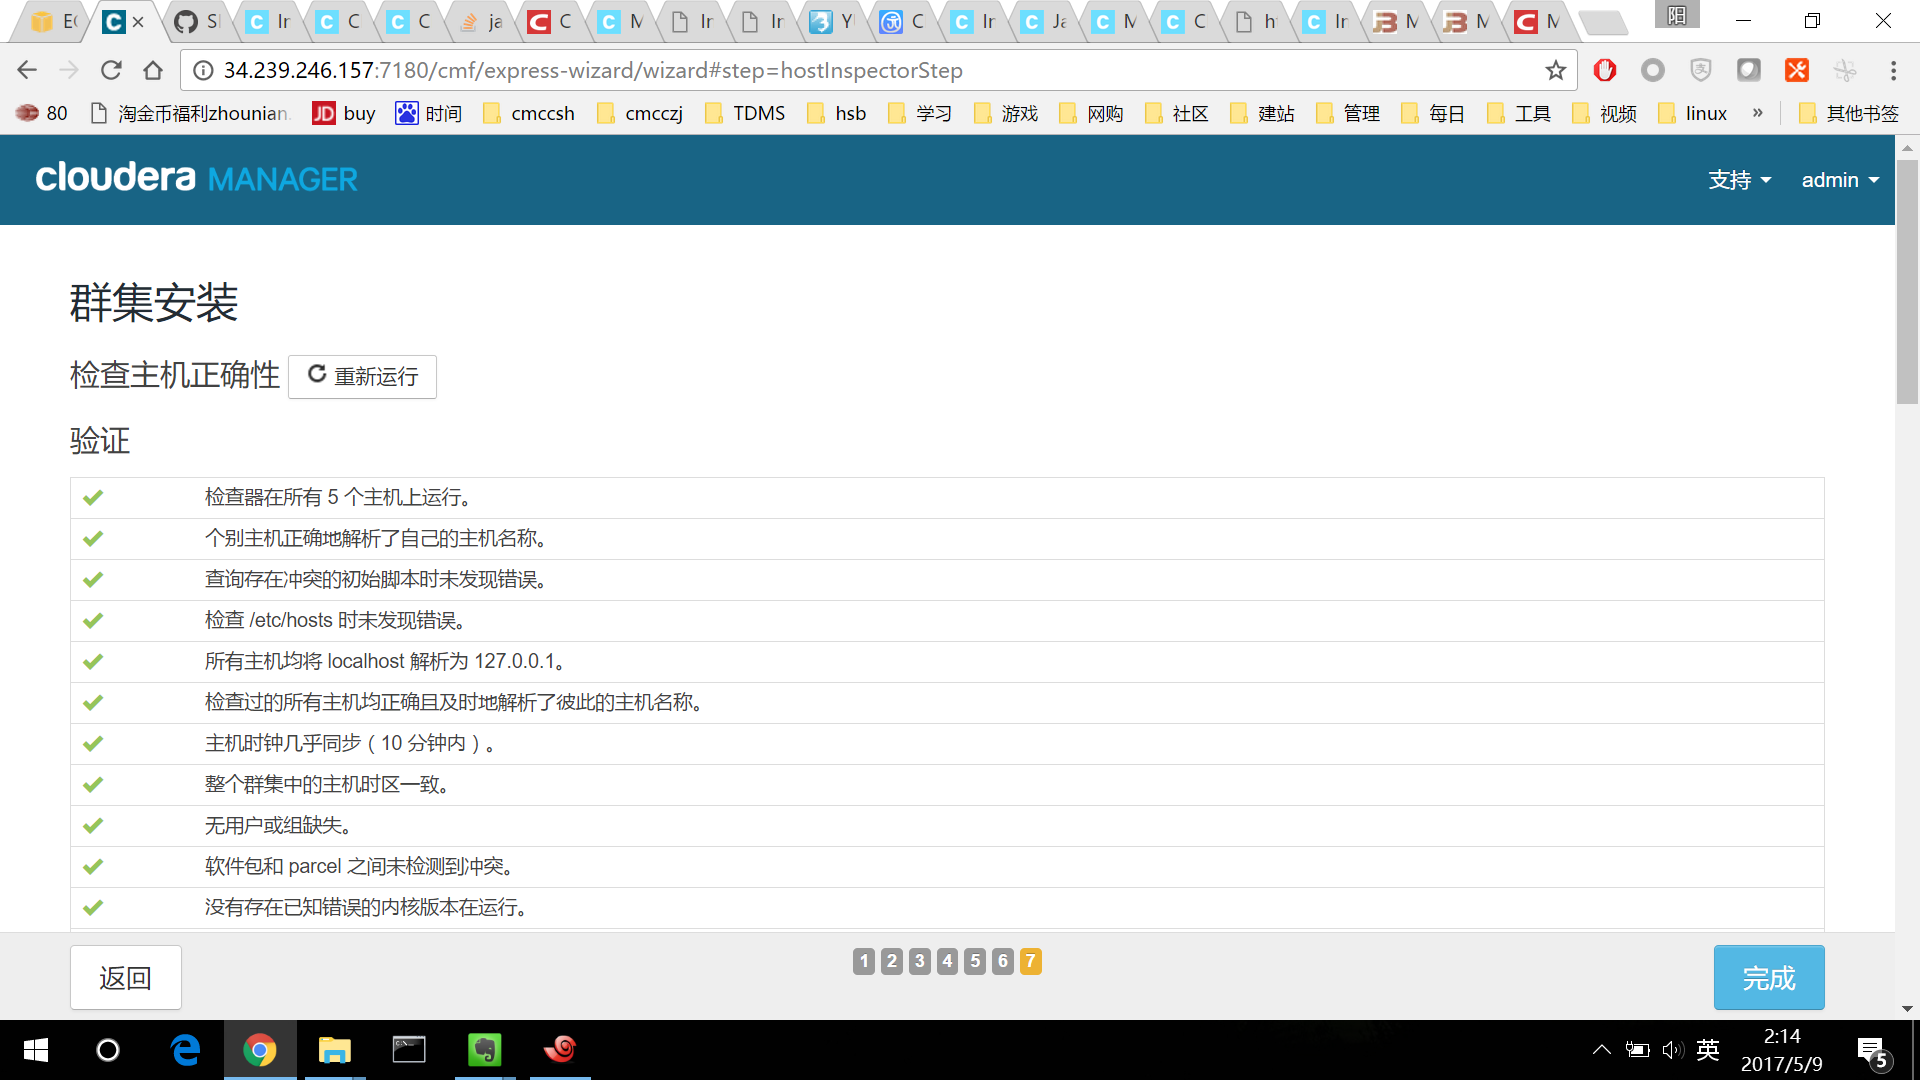 EC
Sl
In
C
C
ja
C
M
In
In
Y
C
In
Ja
M
C
h
In
M
M
M
阳
34.239.246.157:7180/cmf/express-wizard/wizard#step=hostInspectorStep
80 淘金币福利zhounian. JD buy 时间 cmccsh cmcczj TDMS hsb 学习 游戏 网购 社区 建站 管理 每日 工具 视频 linux » 其他书签
cloudera MANAGER
支持 admin
群集安装
检查主机正确性 重新运行
验证
检查器在所有 5 个主机上运行。
个别主机正确地解析了自己的主机名称。
查询存在冲突的初始脚本时未发现错误。
检查 /etc/hosts 时未发现错误。
所有主机均将 localhost 解析为 127.0.0.1。
检查过的所有主机均正确且及时地解析了彼此的主机名称。
主机时钟几乎同步（10 分钟内）。
整个群集中的主机时区一致。
无用户或组缺失。
软件包和 parcel 之间未检测到冲突。
没有存在已知错误的内核版本在运行。
返回 1 2 3 4 5 6 7 完成
英 2:14
2017/5/9
5